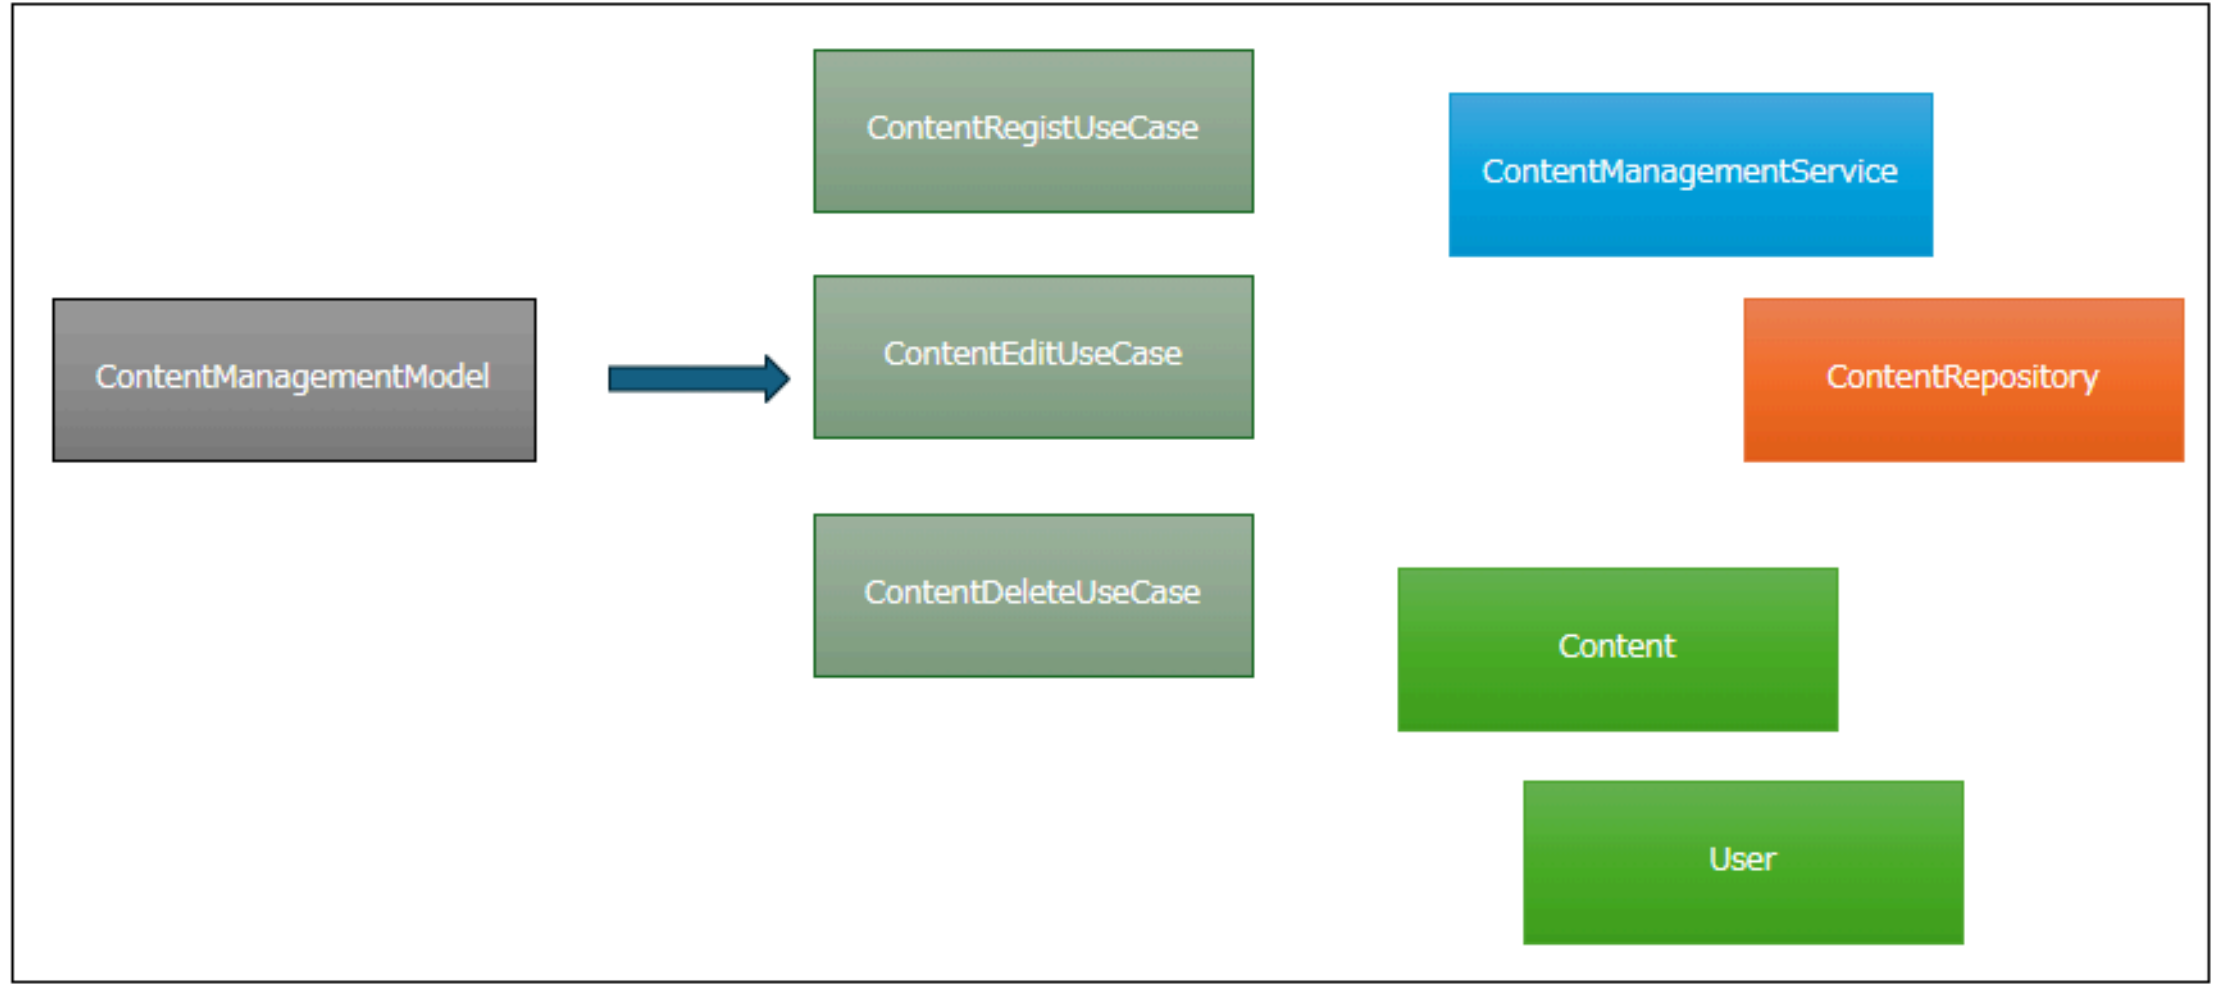 ContentRegistUseCase
ContentManagementService
ContentManagementModel
ContentEditUseCase
ContentRepository
ContentDeleteUseCase
Content
User